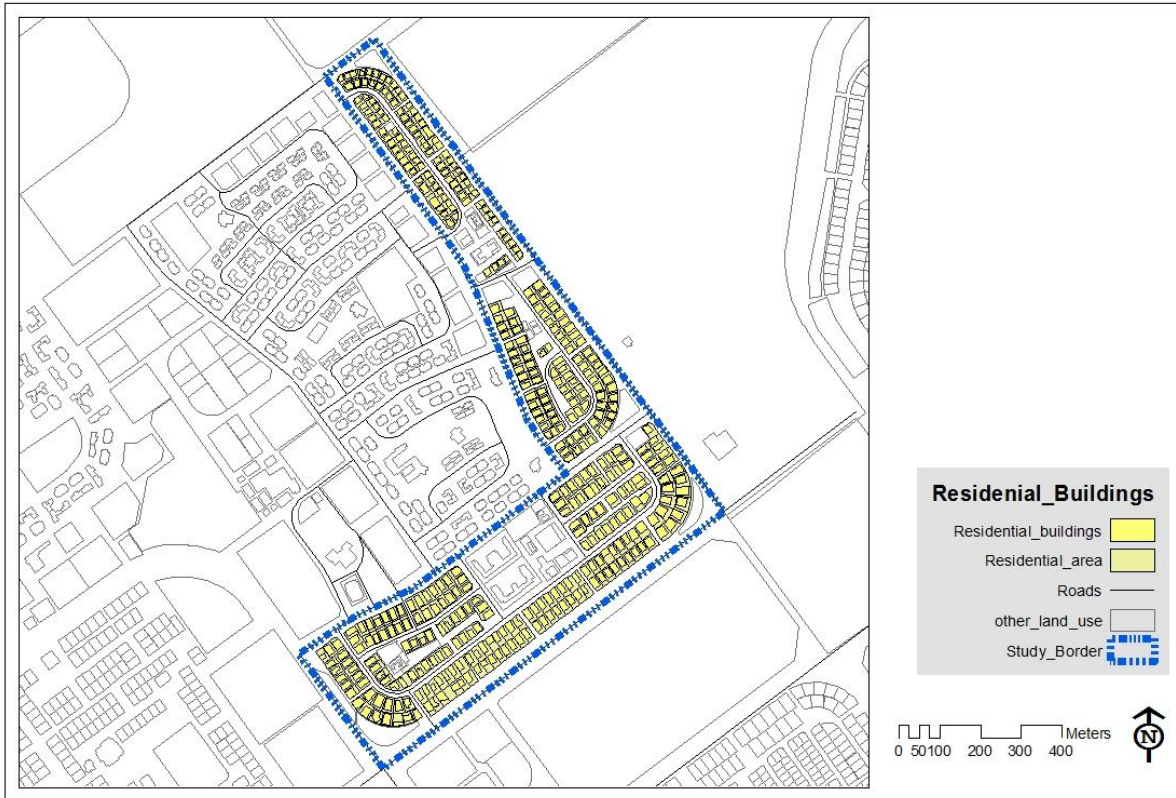 Residenial_Buildings
Residential_buildings
Residential_area
Roads
other_land_use
Study_Border
Meters
0 50100 200 300 400
N